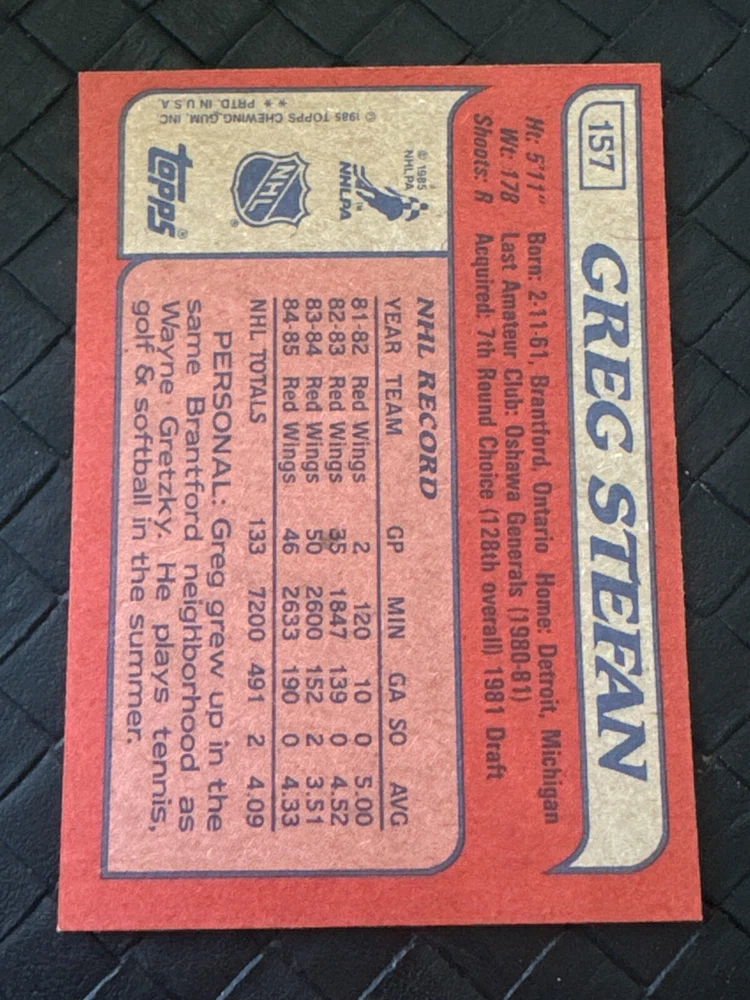 157
GREG STEFAN
Ht: 5'11" Born: 2-11-61, Brantford, Ontario Home: Detroit, Michigan
Wt: 178 Last Amateur Club: Oshawa Generals (1980-81)
Shoots: R Acquired: 7th Round Choice (128th overall) 1981 Draft
© 1985 NHLPA
NHLPA™
NHL®
topps®
© 1985 TOPPS CHEWING GUM, INC.
* * PRTD. IN U.S.A.
NHL RECORD
YEAR TEAM GP MIN GA SO AVG
81-82 Red Wings 2 120 10 0 5.00
82-83 Red Wings 35 1847 139 0 4.52
83-84 Red Wings 50 2600 152 2 3.51
84-85 Red Wings 46 2633 190 0 4.33
NHL TOTALS 133 7200 491 2 4.09
PERSONAL: Greg grew up in the
same Brantford neighborhood as
Wayne Gretzky. He plays tennis,
golf & softball in the summer.